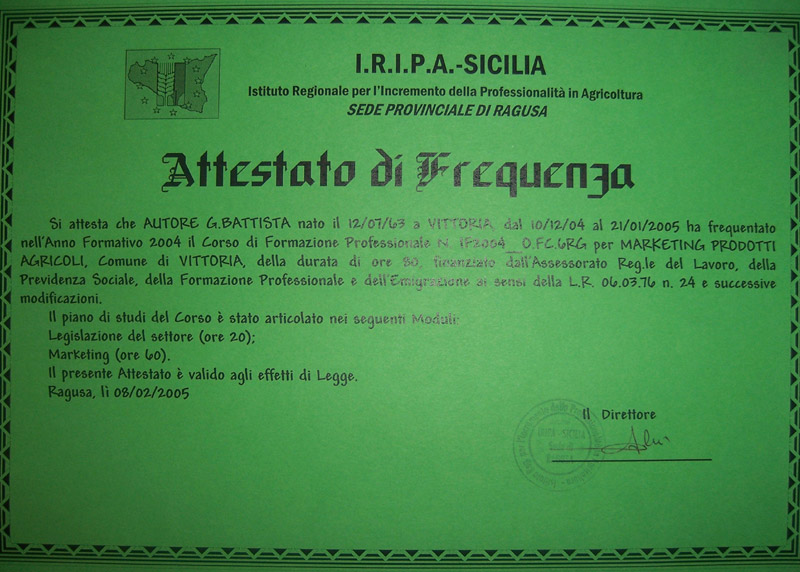 I.R.I.P.A.-SICILIA
Istituto Regionale per l'Incremento della Professionalità in Agricoltura
SEDE PROVINCIALE DI RAGUSA
Attestato di Frequenza
Si attesta che AUTORE G.BATTISTA nato il 12/07/63 a VITTORIA, dal 10/12/04 al 21/01/2005 ha frequentato
nell'Anno Formativo 2004 il Corso di Formazione Professionale N. IF2004__O.FC.6RG per MARKETING PRODOTTI
AGRICOLI, Comune di VITTORIA, della durata di ore 80, finanziato dall'Assessorato Reg.le del Lavoro, della
Previdenza Sociale, della Formazione Professionale e dell'Emigrazione ai sensi della L.R. 06.03.76 n. 24 e successive
modificazioni.
Il piano di studi del Corso è stato articolato nei seguenti Moduli:
Legislazione del settore (ore 20);
Marketing (ore 60).
Il presente Attestato è valido agli effetti di Legge.
Ragusa, lì 08/02/2005
Il Direttore